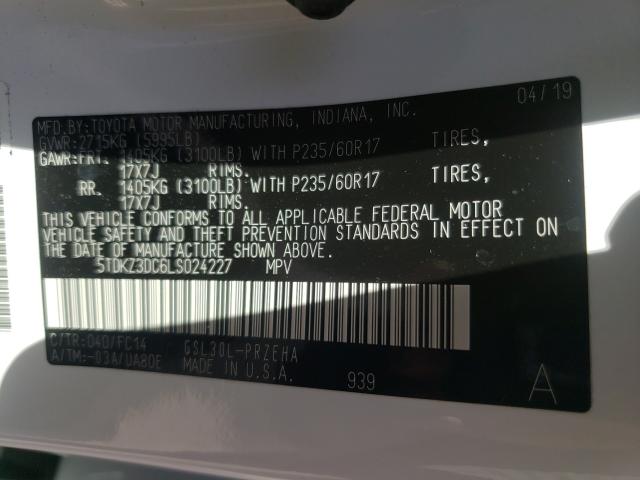 04/19
MFD.BY:TOYOTA MOTOR MANUFACTURING, INDIANA, INC.
GVWR:2715KG (5995LB)
GAWR:FRT. 1405KG (3100LB) WITH P235/60R17 TIRES,
17X7J RIMS.
RR. 1405KG (3100LB) WITH P235/60R17 TIRES,
17X7J RIMS.
THIS VEHICLE CONFORMS TO ALL APPLICABLE FEDERAL MOTOR
VEHICLE SAFETY AND THEFT PREVENTION STANDARDS IN EFFECT ON
THE DATE OF MANUFACTURE SHOWN ABOVE.
5TDKZ3DC6LS024227 MPV
C/TR:040/FC14 GSL30L-PRZEHA
A/TM:-03A/UA80E MADE IN U.S.A.
939 A